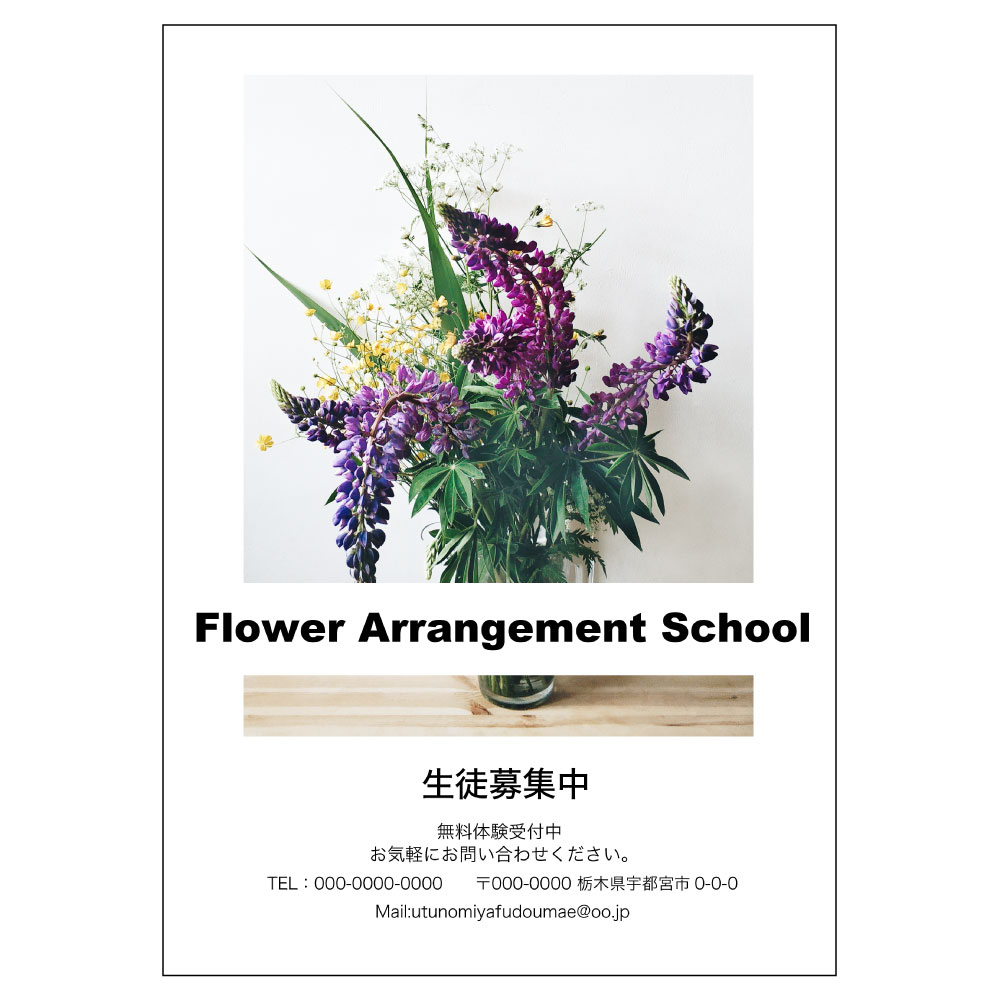 Flower Arrangement School
生徒募集中
無料体験受付中
お気軽にお問い合わせください。
TEL：000-0000-0000　　〒000-0000 栃木県宇都宮市 0-0-0
Mail:utunomiyafudoumae@oo.jp